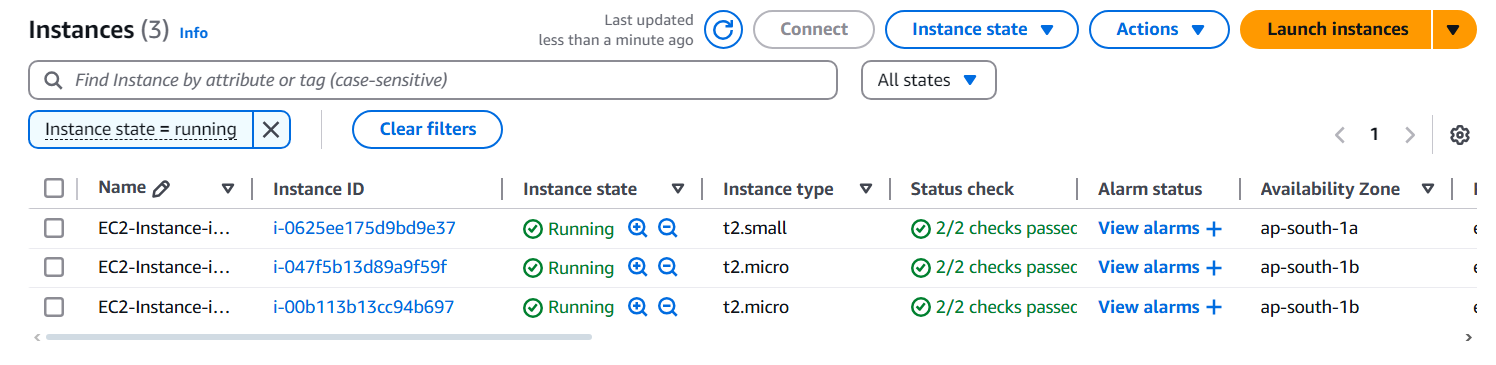 Instances (3) Info
Last updated
less than a minute ago
Connect
Instance state
Actions
Launch instances
Find Instance by attribute or tag (case-sensitive)
All states
Instance state = running
Clear filters
1
Name Instance ID Instance state Instance type Status check Alarm status Availability Zone
EC2-Instance-i... i-0625ee175d9bd9e37 Running t2.small 2/2 checks passed View alarms + ap-south-1a
EC2-Instance-i... i-047f5b13d89a9f59f Running t2.micro 2/2 checks passed View alarms + ap-south-1b
EC2-Instance-i... i-00b113b13cc94b697 Running t2.micro 2/2 checks passed View alarms + ap-south-1b